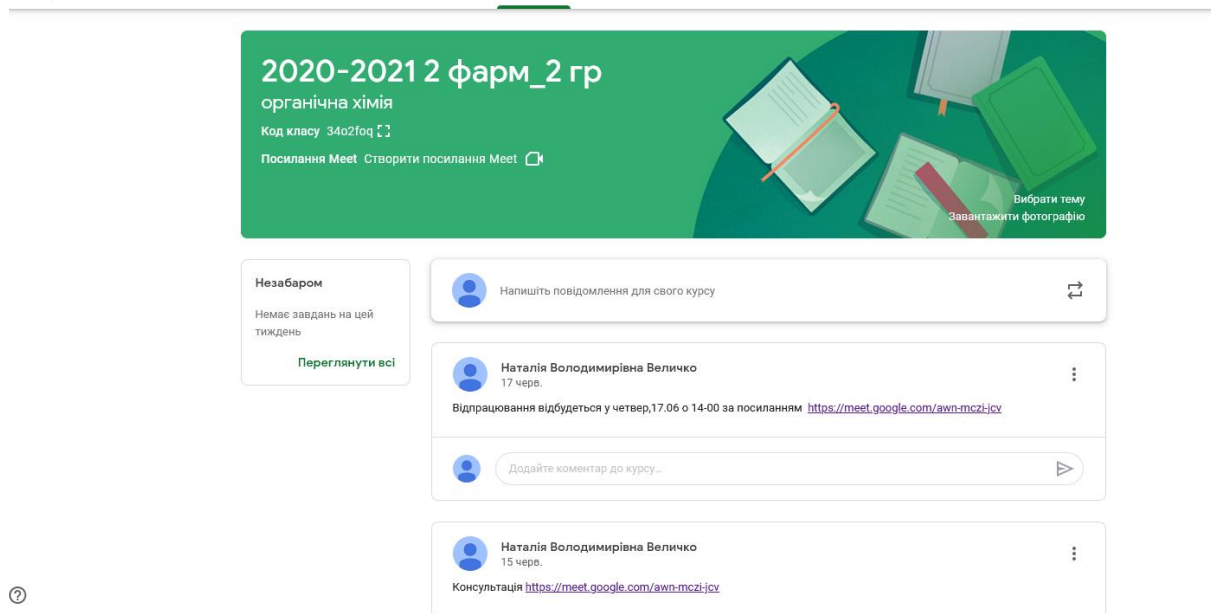 2020-2021 2 фарм_2 гр
органічна хімія
Код класу 34o2foq
Посилання Meet Створити посилання Meet
Вибрати тему
Завантажити фотографію
Незабаром
Немає завдань на цей
тиждень
Переглянути всі
Напишіть повідомлення для свого курсу
Наталія Володимирівна Величко
17 черв.
Відпрацювання відбудеться у четвер,17.06 о 14-00 за посиланням https://meet.google.com/awn-mczi-jcv
Додайте коментар до курсу...
Наталія Володимирівна Величко
15 черв.
Консультація https://meet.google.com/awn-mczi-jcv